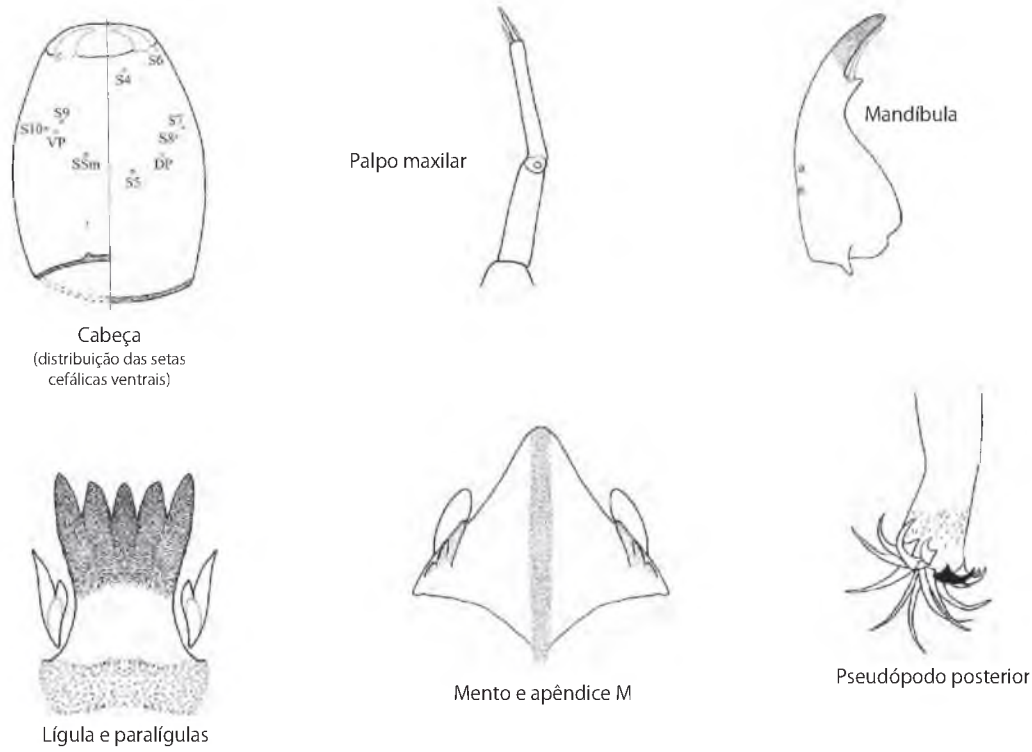 S6
S4
S9
S10
VP
S7
S8
SSm
DP
S5
Cabeça
(distribuição das setas
cefálicas ventrais)
Palpo maxilar
Mandíbula
Lígula e paralígulas
Mento e apêndice M
Pseudópodo posterior